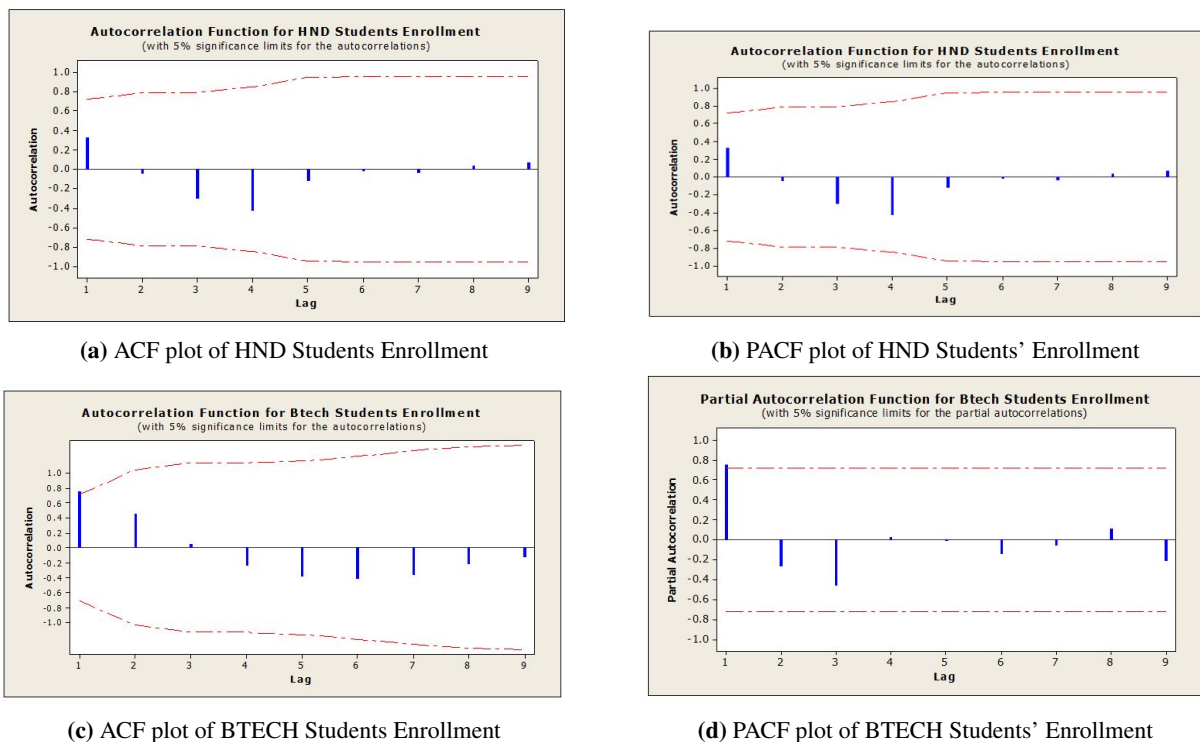 Autocorrelation Function for HND Students Enrollment
(with 5% significance limits for the autocorrelations)
1.0
0.8
0.6
0.4
0.2
0.0
-0.2
-0.4
-0.6
-0.8
-1.0
Autocorrelation
1 2 3 4 5 6 7 8 9
Lag
(a) ACF plot of HND Students Enrollment
Autocorrelation Function for HND Students Enrollment
(with 5% significance limits for the autocorrelations)
1.0
0.8
0.6
0.4
0.2
0.0
-0.2
-0.4
-0.6
-0.8
-1.0
Autocorrelation
1 2 3 4 5 6 7 8 9
Lag
(b) PACF plot of HND Students' Enrollment
Autocorrelation Function for Btech Students Enrollment
(with 5% significance limits for the autocorrelations)
1.0
0.8
0.6
0.4
0.2
0.0
-0.2
-0.4
-0.6
-0.8
-1.0
Autocorrelation
1 2 3 4 5 6 7 8 9
Lag
(c) ACF plot of BTECH Students Enrollment
Partial Autocorrelation Function for Btech Students Enrollment
(with 5% significance limits for the partial autocorrelations)
1.0
0.8
0.6
0.4
0.2
0.0
-0.2
-0.4
-0.6
-0.8
-1.0
Partial Autocorrelation
1 2 3 4 5 6 7 8 9
Lag
(d) PACF plot of BTECH Students' Enrollment